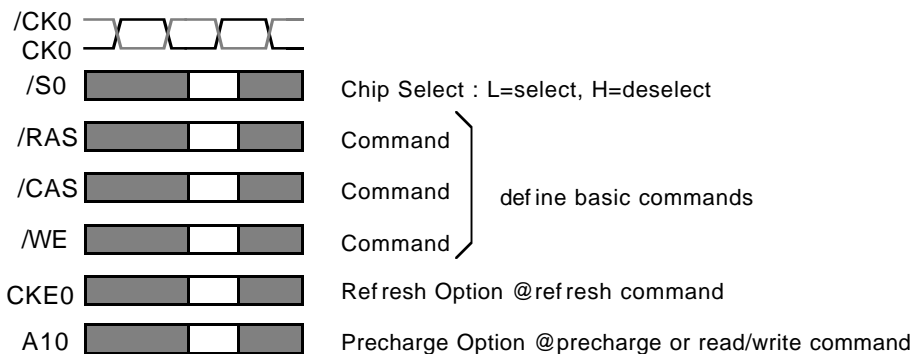 /CK0
CK0
/S0 Chip Select : L=select, H=deselect
/RAS Command
/CAS Command
define basic commands
/WE Command
CKE0 Refresh Option @refresh command
A10 Precharge Option @precharge or read/write command